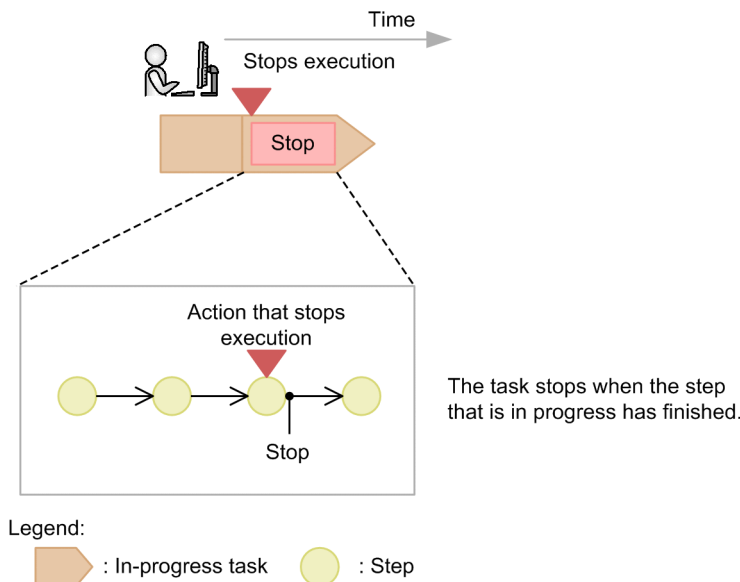 Time
Stops execution
Stop
Action that stops
execution
The task stops when the step
that is in progress has finished.
Stop
Legend:
: In-progress task
: Step